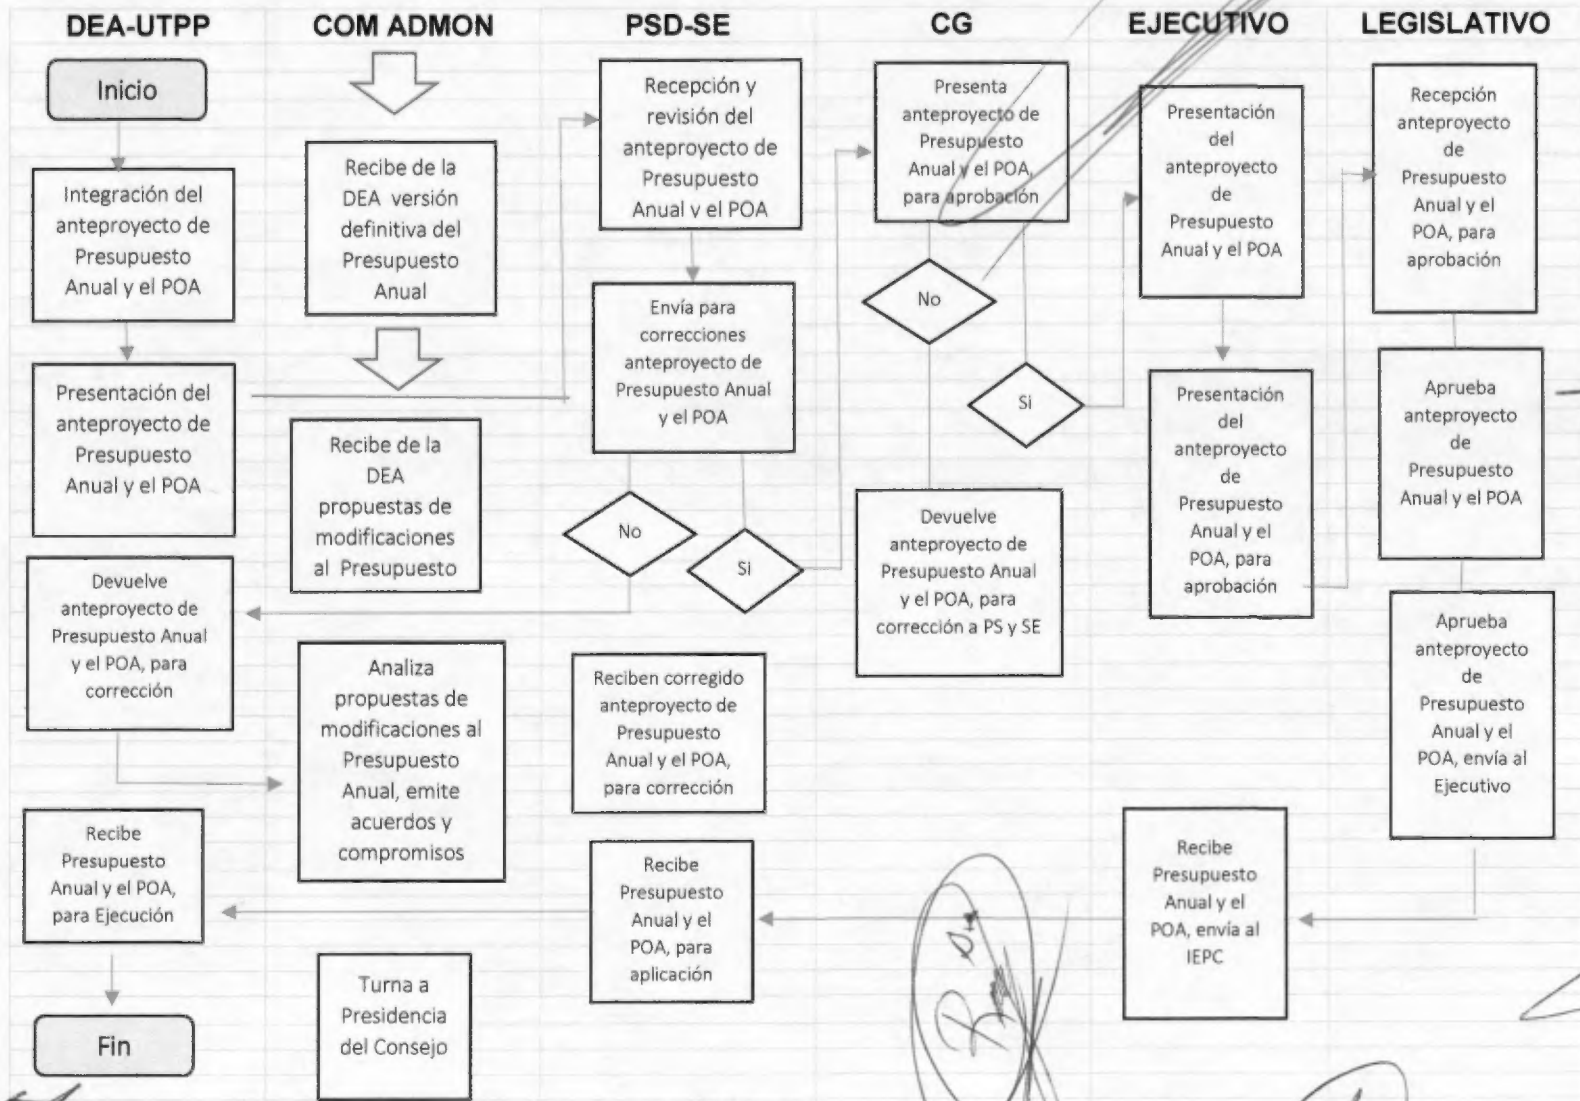 DEA-UTPP
COM ADMON
PSD-SE
CG
EJECUTIVO
LEGISLATIVO
Inicio
Integración del
anteproyecto de
Presupuesto
Anual y el POA
Presentación del
anteproyecto de
Presupuesto
Anual y el POA
Devuelve
anteproyecto de
Presupuesto Anual
y el POA, para
corrección
Recibe
Presupuesto
Anual y el POA,
para Ejecución
Fin
Recibe de la
DEA versión
definitiva del
Presupuesto
Anual
Recibe de la
DEA
propuestas de
modificaciones
al Presupuesto
Analiza
propuestas de
modificaciones al
Presupuesto
Anual, emite
acuerdos y
compromisos
Turna a
Presidencia
del Consejo
Recepción y
revisión del
anteproyecto de
Presupuesto
Anual y el POA
Envía para
correcciones
anteproyecto de
Presupuesto Anual
y el POA
No
Si
Reciben corregido
anteproyecto de
Presupuesto
Anual y el POA,
para corrección
Recibe
Presupuesto
Anual y el
POA, para
aplicación
Presenta
anteproyecto de
Presupuesto
Anual y el POA,
para aprobación
No
Si
Devuelve
anteproyecto de
Presupuesto Anual
y el POA, para
corrección a PS y SE
Presentación
del
anteproyecto
de
Presupuesto
Anual y el POA
Presentación
del
anteproyecto
de
Presupuesto
Anual y el
POA, para
aprobación
Recibe
Presupuesto
Anual y el
POA, envía al
IEPC
Recepción
anteproyecto
de
Presupuesto
Anual y el
POA, para
aprobación
Aprueba
anteproyecto
de
Presupuesto
Anual y el POA
Aprueba
anteproyecto
de
Presupuesto
Anual y el
POA, envía al
Ejecutivo